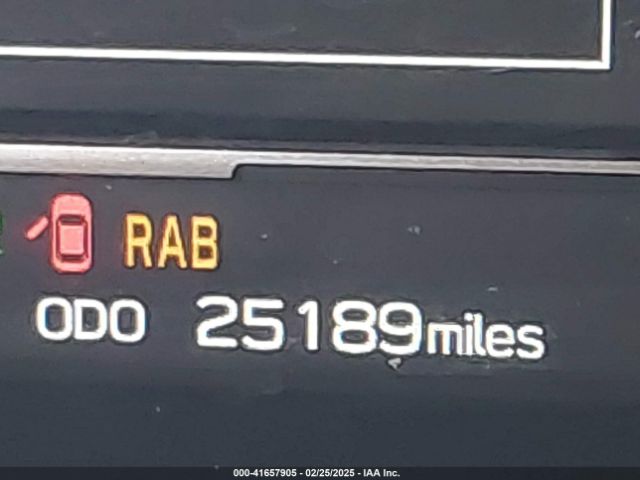 RAB
ODO 25189miles
000-41657905 - 02/25/2025 - IAA Inc.